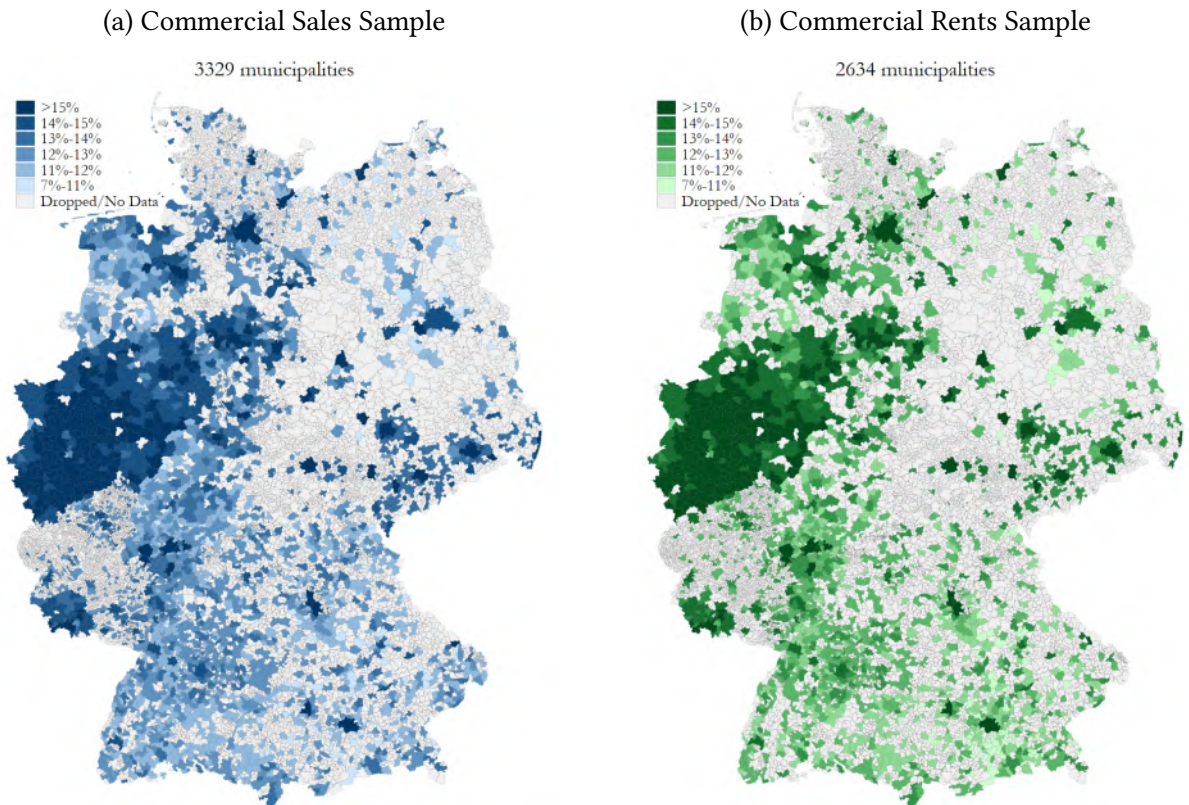 (a) Commercial Sales Sample
3329 municipalities
>15%
14%-15%
13%-14%
12%-13%
11%-12%
7%-11%
Dropped/No Data
(b) Commercial Rents Sample
2634 municipalities
>15%
14%-15%
13%-14%
12%-13%
11%-12%
7%-11%
Dropped/No Data